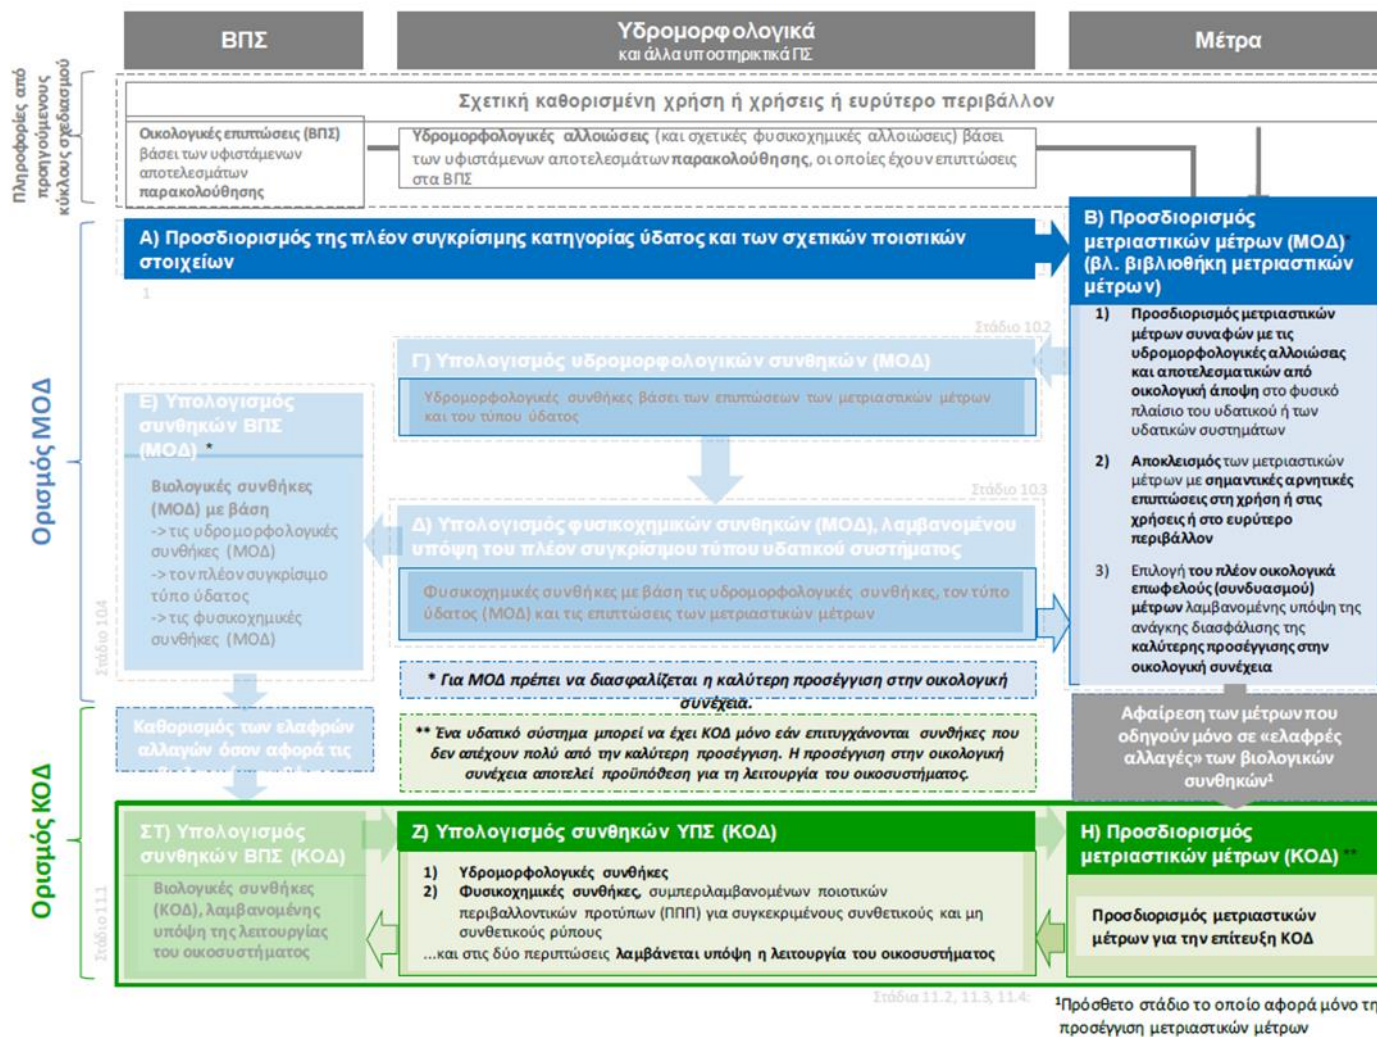 ΒΠΣ
Υδρομορφολογικά
και άλλα υποστηρικτικά ΠΣ
Μέτρα
Πληροφορίες από
προηγούμενους
κύκλους σχεδιασμού
Σχετική καθορισμένη χρήση ή χρήσεις ή ευρύτερο περιβάλλον
Οικολογικές επιπτώσεις (ΒΠΣ)
βάσει των υφιστάμενων
αποτελεσμάτων
παρακολούθησης
Υδρομορφολογικές αλλοιώσεις (και σχετικές φυσικοχημικές αλλοιώσεις) βάσει
των υφιστάμενων αποτελεσμάτων παρακολούθησης, οι οποίες έχουν επιπτώσεις
στα ΒΠΣ
Ορισμός ΜΟΔ
Α) Προσδιορισμός της πλέον συγκρίσιμης κατηγορίας ύδατος και των σχετικών ποιοτικών
στοιχείων
1
Β) Προσδιορισμός
μετριαστικών μέτρων (ΜΟΔ)*
(βλ. βιβλιοθήκη μετριαστικών
μέτρων)
1) Προσδιορισμός μετριαστικών
μέτρων συναφών με τις
υδρομορφολογικές αλλοιώσεις
και αποτελεσματικών από
οικολογική άποψη στο φυσικό
πλαίσιο του υδατικού ή των
υδατικών συστημάτων
2) Αποκλεισμός των μετριαστικών
μέτρων με σημαντικές αρνητικές
επιπτώσεις στη χρήση ή στις
χρήσεις ή στο ευρύτερο
περιβάλλον
3) Επιλογή του πλέον οικολογικά
επωφελούς (συνδυασμού)
μέτρων λαμβανομένης υπόψη της
ανάγκης διασφάλισης της
καλύτερης προσέγγισης στην
οικολογική συνέχεια
Στάδιο 10.2
Γ) Υπολογισμός υδρομορφολογικών συνθηκών (ΜΟΔ)
Υδρομορφολογικές συνθήκες βάσει των επιπτώσεων των μετριαστικών μέτρων
και του τύπου ύδατος
Στάδιο 10.3
Δ) Υπολογισμός φυσικοχημικών συνθηκών (ΜΟΔ), λαμβανομένου
υπόψη του πλέον συγκρίσιμου τύπου υδατικού συστήματος
Φυσικοχημικές συνθήκες με βάση τις υδρομορφολογικές συνθήκες, τον τύπο
ύδατος (ΜΟΔ) και τις επιπτώσεις των μετριαστικών μέτρων
Ε) Υπολογισμός
συνθηκών ΒΠΣ
(ΜΟΔ) *
Βιολογικές συνθήκες
(ΜΟΔ) με βάση
-> τις υδρομορφολογικές
συνθήκες (ΜΟΔ)
-> τον πλέον συγκρίσιμο
τύπο ύδατος
-> τις φυσικοχημικές
συνθήκες (ΜΟΔ)
Στάδιο 10.4
* Για ΜΟΔ πρέπει να διασφαλίζεται η καλύτερη προσέγγιση στην οικολογική
συνέχεια.
Ορισμός ΚΟΔ
Καθορισμός των ελαφρών
αλλαγών όσον αφορά τις
** Ένα υδατικό σύστημα μπορεί να έχει ΚΟΔ μόνο εάν επιτυγχάνονται συνθήκες που
δεν απέχουν πολύ από την καλύτερη προσέγγιση. Η προσέγγιση στην οικολογική
συνέχεια αποτελεί προϋπόθεση για τη λειτουργία του οικοσυστήματος.
Αφαίρεση των μέτρων που
οδηγούν μόνο σε «ελαφρές
αλλαγές» των βιολογικών
συνθηκών¹
ΣΤ) Υπολογισμός
συνθηκών ΒΠΣ (ΚΟΔ)
Βιολογικές συνθήκες
(ΚΟΔ), λαμβανομένης
υπόψη της λειτουργίας
του οικοσυστήματος
Στάδιο 11.1
Ζ) Υπολογισμός συνθηκών ΥΠΣ (ΚΟΔ)
1) Υδρομορφολογικές συνθήκες
2) Φυσικοχημικές συνθήκες, συμπεριλαμβανομένων ποιοτικών
περιβαλλοντικών προτύπων (ΠΠΠ) για συγκεκριμένους συνθετικούς και μη
συνθετικούς ρύπους
...και στις δύο περιπτώσεις λαμβάνεται υπόψη η λειτουργία του οικοσυστήματος
Η) Προσδιορισμός
μετριαστικών μέτρων (ΚΟΔ) **
Προσδιορισμός μετριαστικών
μέτρων για την επίτευξη ΚΟΔ
Στάδια 11.2, 11.3, 11.4:
¹Πρόσθετο στάδιο το οποίο αφορά μόνο τη
προσέγγιση μετριαστικών μέτρων